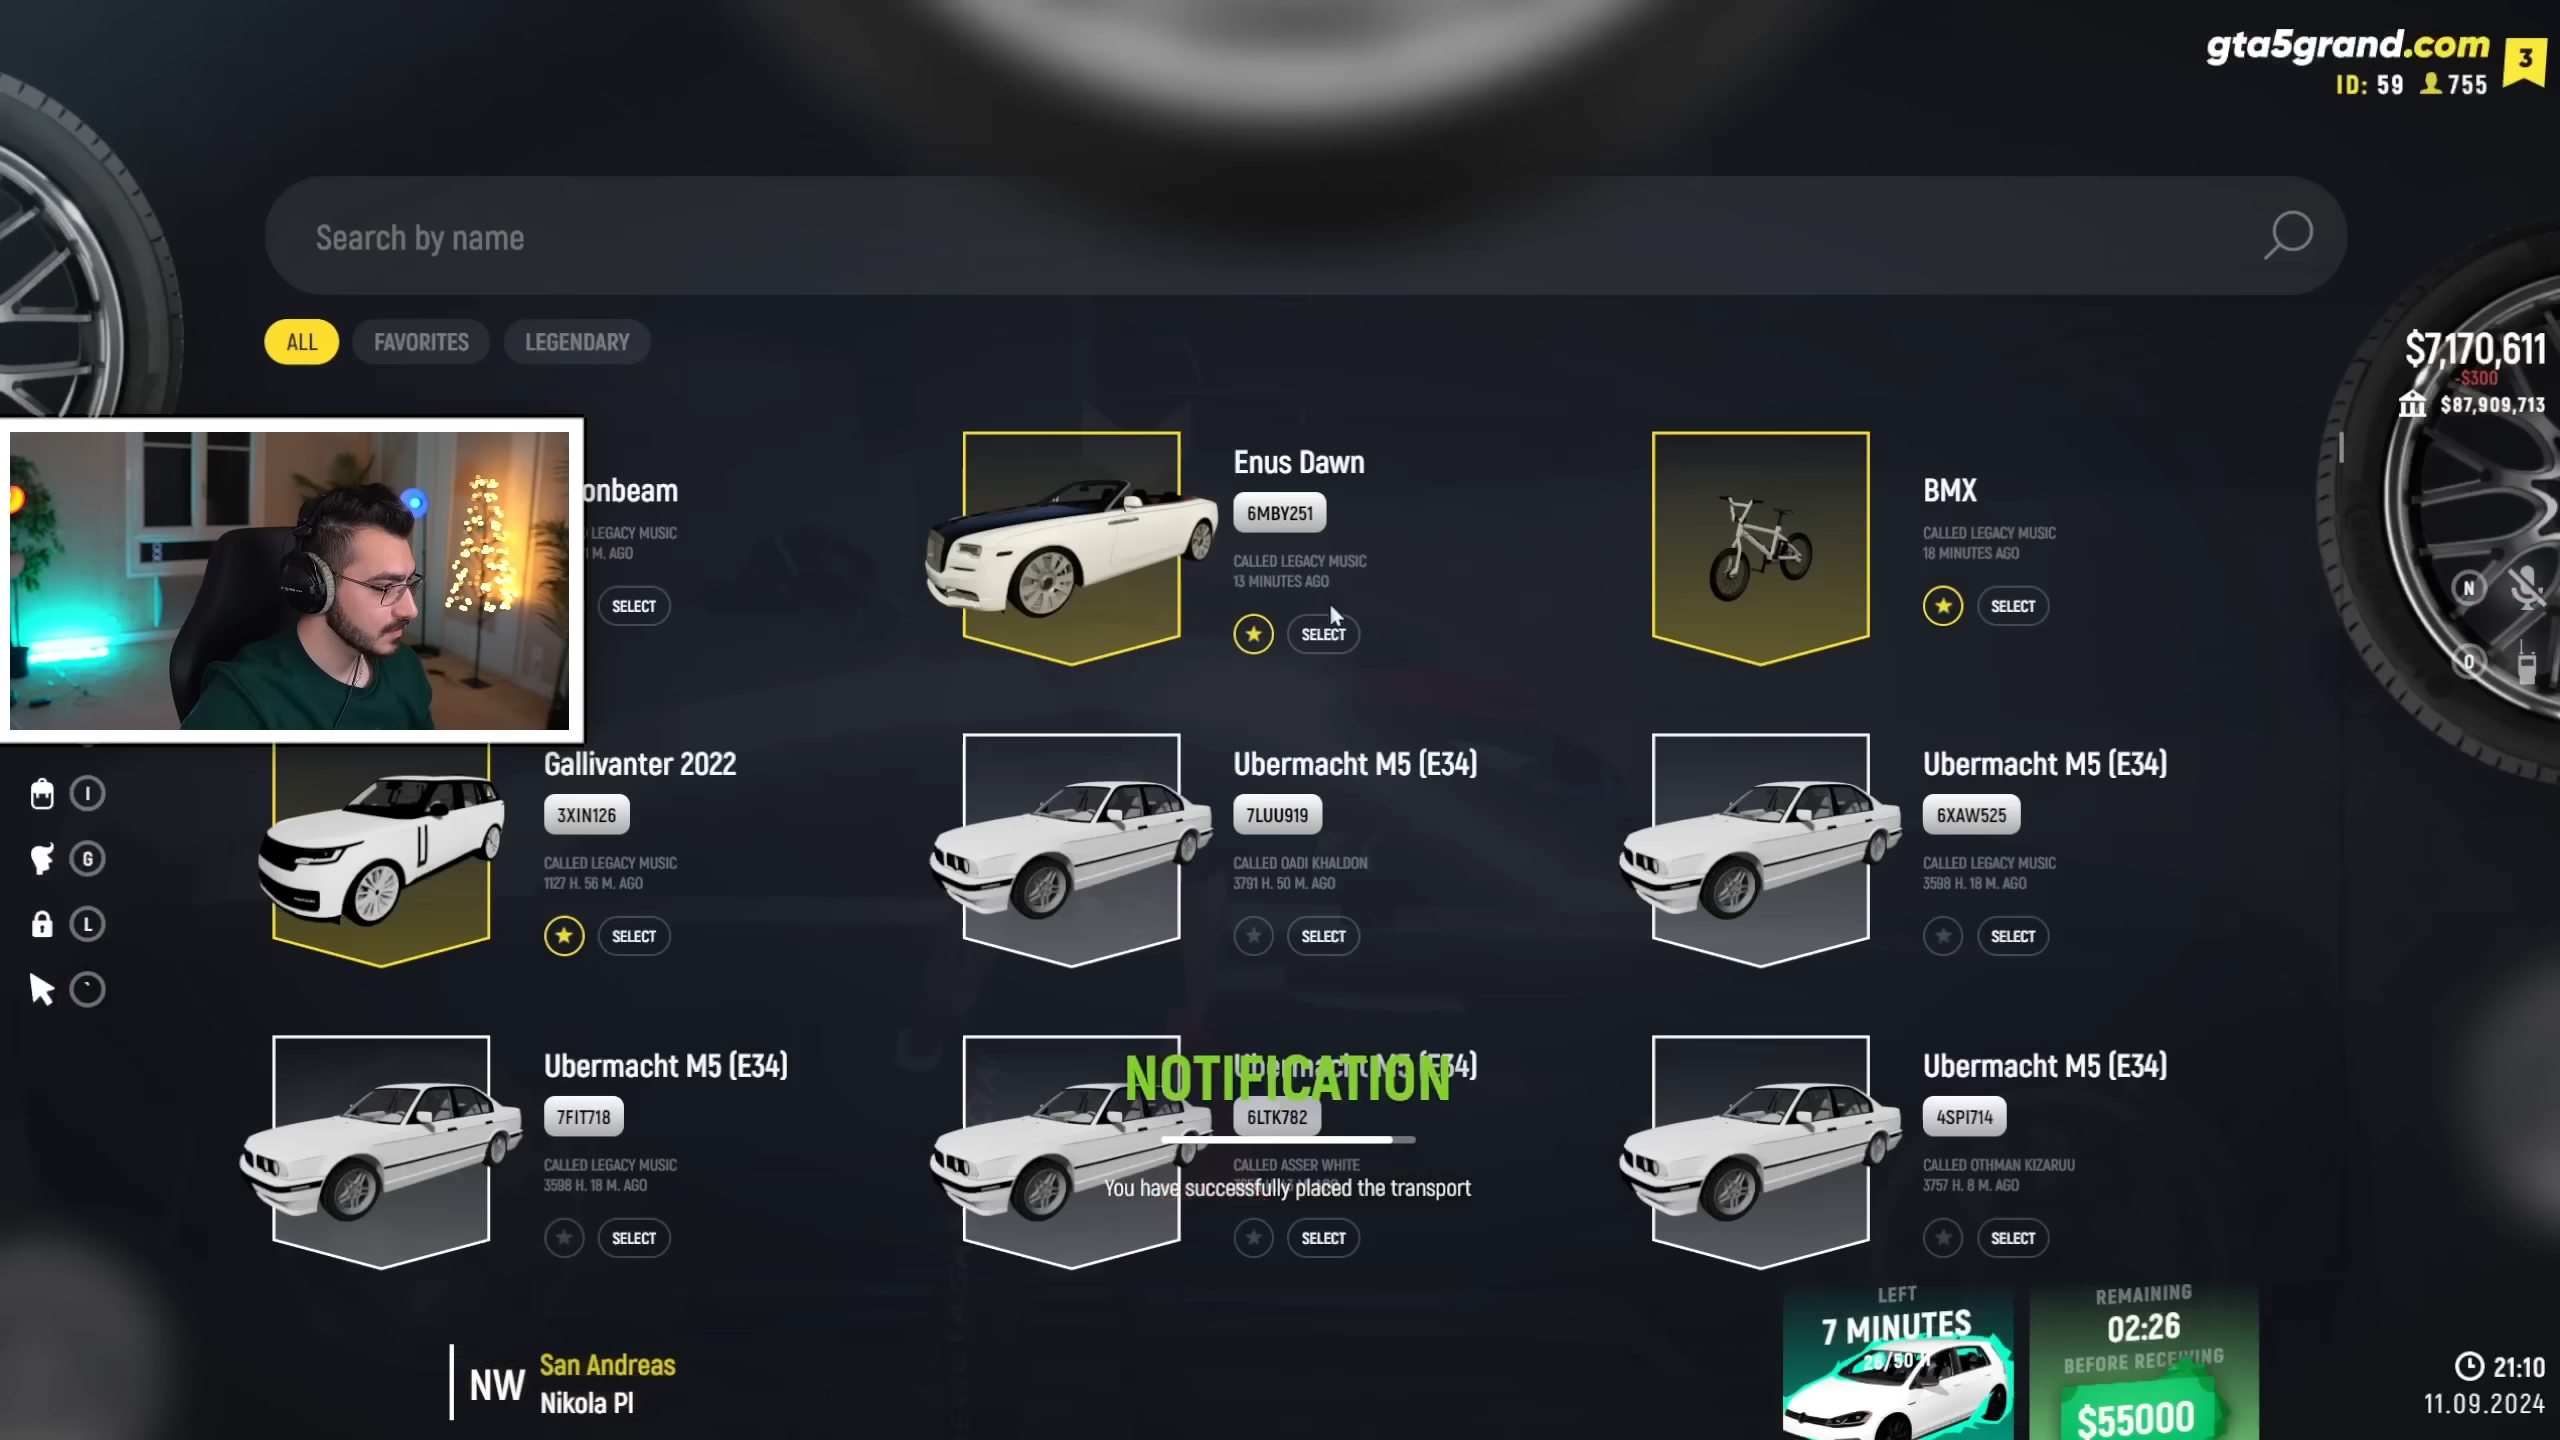 gta5grand.com
3
ID: 59 755
Search by name
ALL FAVORITES LEGENDARY
$7,170,611
-$300
$87,909,713
onbeam
LEGACY MUSIC
M. AGO
SELECT
Enus Dawn
6MBY251
CALLED LEGACY MUSIC
13 MINUTES AGO
SELECT
BMX
CALLED LEGACY MUSIC
18 MINUTES AGO
SELECT
N
O
Gallivanter 2022
3XIN126
CALLED LEGACY MUSIC
1127 H. 56 M. AGO
SELECT
Ubermacht M5 (E34)
7LUU919
CALLED OADI KHALDON
3791 H. 50 M. AGO
SELECT
Ubermacht M5 (E34)
6XAW525
CALLED LEGACY MUSIC
3598 H. 18 M. AGO
SELECT
I
G
L
`
Ubermacht M5 (E34)
7FIT718
CALLED LEGACY MUSIC
3598 H. 18 M. AGO
SELECT
Ubermacht M5 (E34)
NOTIFICATION
6LTK782
CALLED ASSER WHITE
You have successfully placed the transport
SELECT
Ubermacht M5 (E34)
4SPI714
CALLED OTHMAN KIZARUU
3757 H. 8 M. AGO
SELECT
NW
San Andreas
Nikola Pl
LEFT
7 MINUTES
REMAINING
02:26
BEFORE RECEIVING
$55000
21:10
11.09.2024